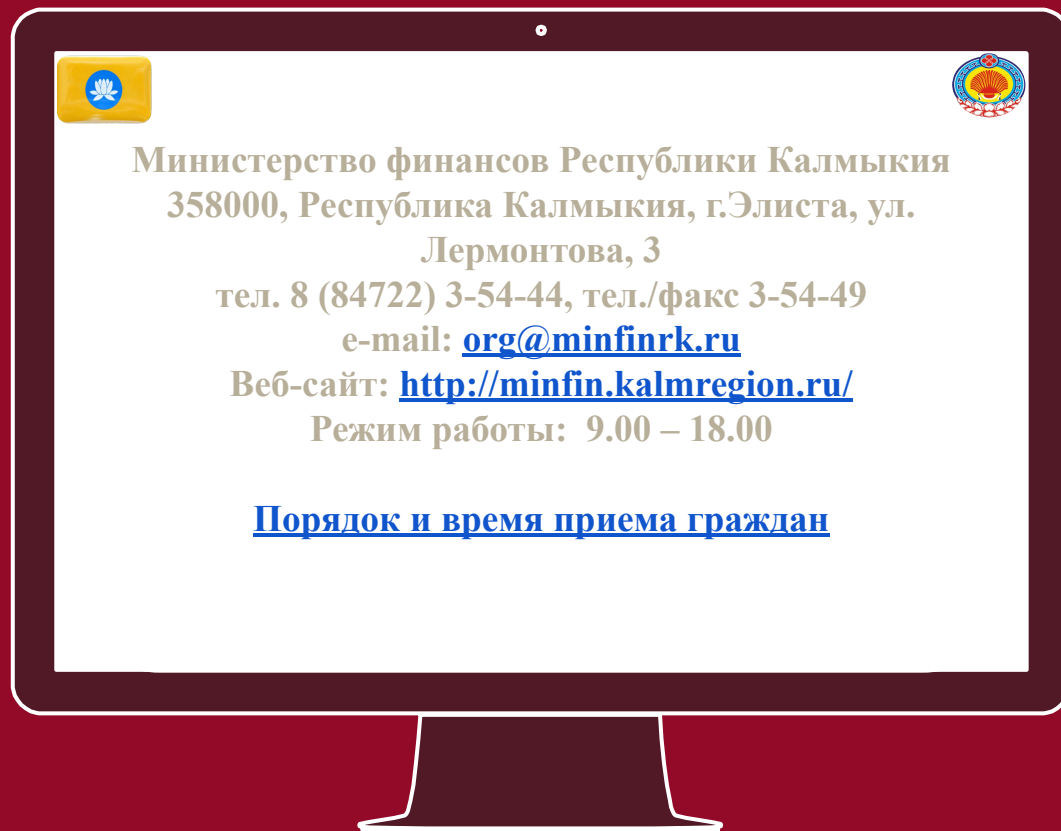 Министерство финансов Республики Калмыкия
358000, Республика Калмыкия, г.Элиста, ул.
Лермонтова, 3
тел. 8 (84722) 3-54-44, тел./факс 3-54-49
e-mail: org@minfinrk.ru
Веб-сайт: http://minfin.kalmregion.ru/
Режим работы:  9.00 – 18.00
Порядок и время приема граждан